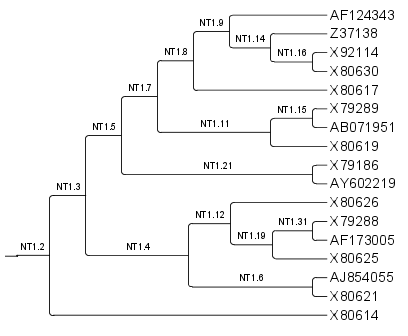 AF124343
NT1.9
Z37138
NT1.14
NT1.8
X92114
NT1.16
X80630
NT1.7
X80617
X79289
NT1.15
NT1.5
NT1.11
AB071951
X80619
NT1.21
X79186
AY602219
NT1.3
X80626
NT1.12
X79288
NT1.31
NT1.19
AF173005
NT1.2
NT1.4
X80625
AJ854055
NT1.6
X80621
X80614